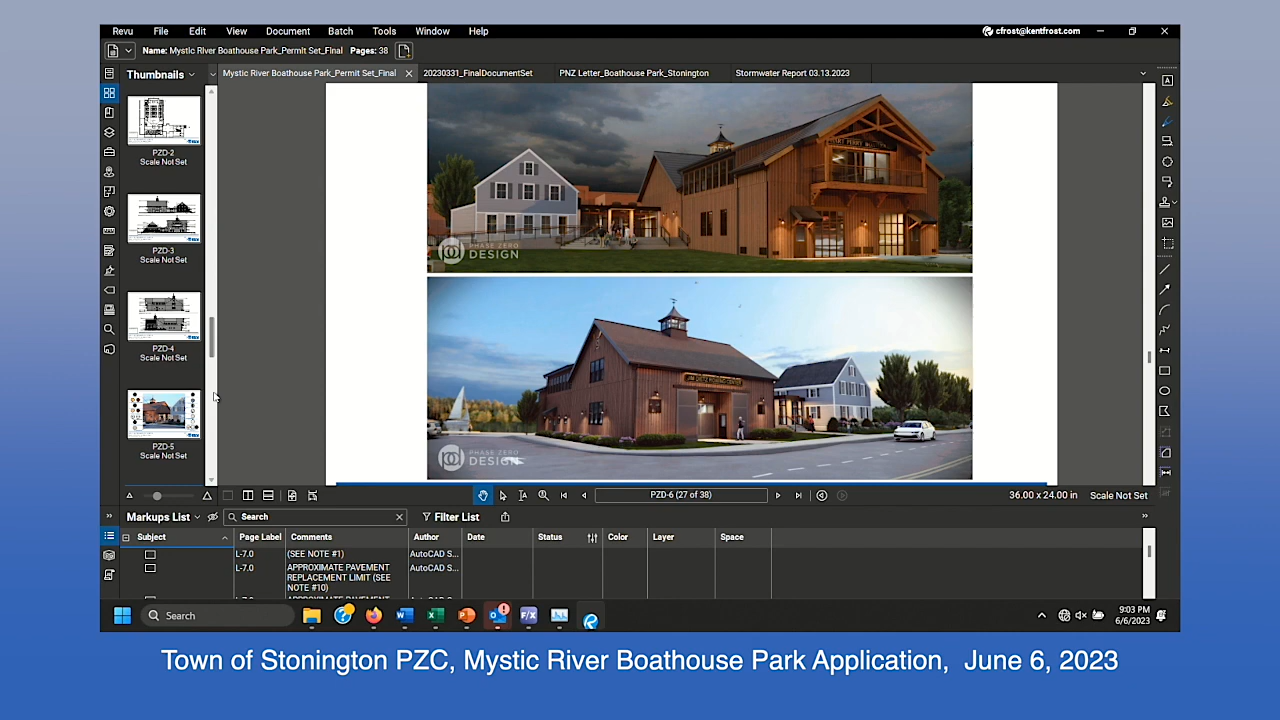 Revu File Edit View Document Batch Tools Window Help cfrost@kentfrost.com
Name: Mystic River Boathouse Park_Permit Set_Final Pages: 38
Thumbnails Mystic River Boathouse Park_Permit Set_Final 20230331_FinalDocumentSet PNZ Letter_Boathouse Park_Stonington Stormwater Report 03.13.2023
PZD-2
Scale Not Set
PZD-3
Scale Not Set
PZD-4
Scale Not Set
PZD-5
Scale Not Set
PHASE ZERO
DESIGN
JIM DIETZ ROWING CENTER
PHASE ZERO
DESIGN
PZD-6 (27 of 38) 36.00 x 24.00 in Scale Not Set
Markups List Search Filter List
Subject Page Label Comments Author Date Status Color Layer Space
L-7.0 (SEE NOTE #1) AutoCAD S...
L-7.0 APPROXIMATE PAVEMENT AutoCAD S...
REPLACEMENT LIMIT (SEE
NOTE #10)
Search 9:03 PM
6/6/2023
Town of Stonington PZC, Mystic River Boathouse Park Application, June 6, 2023